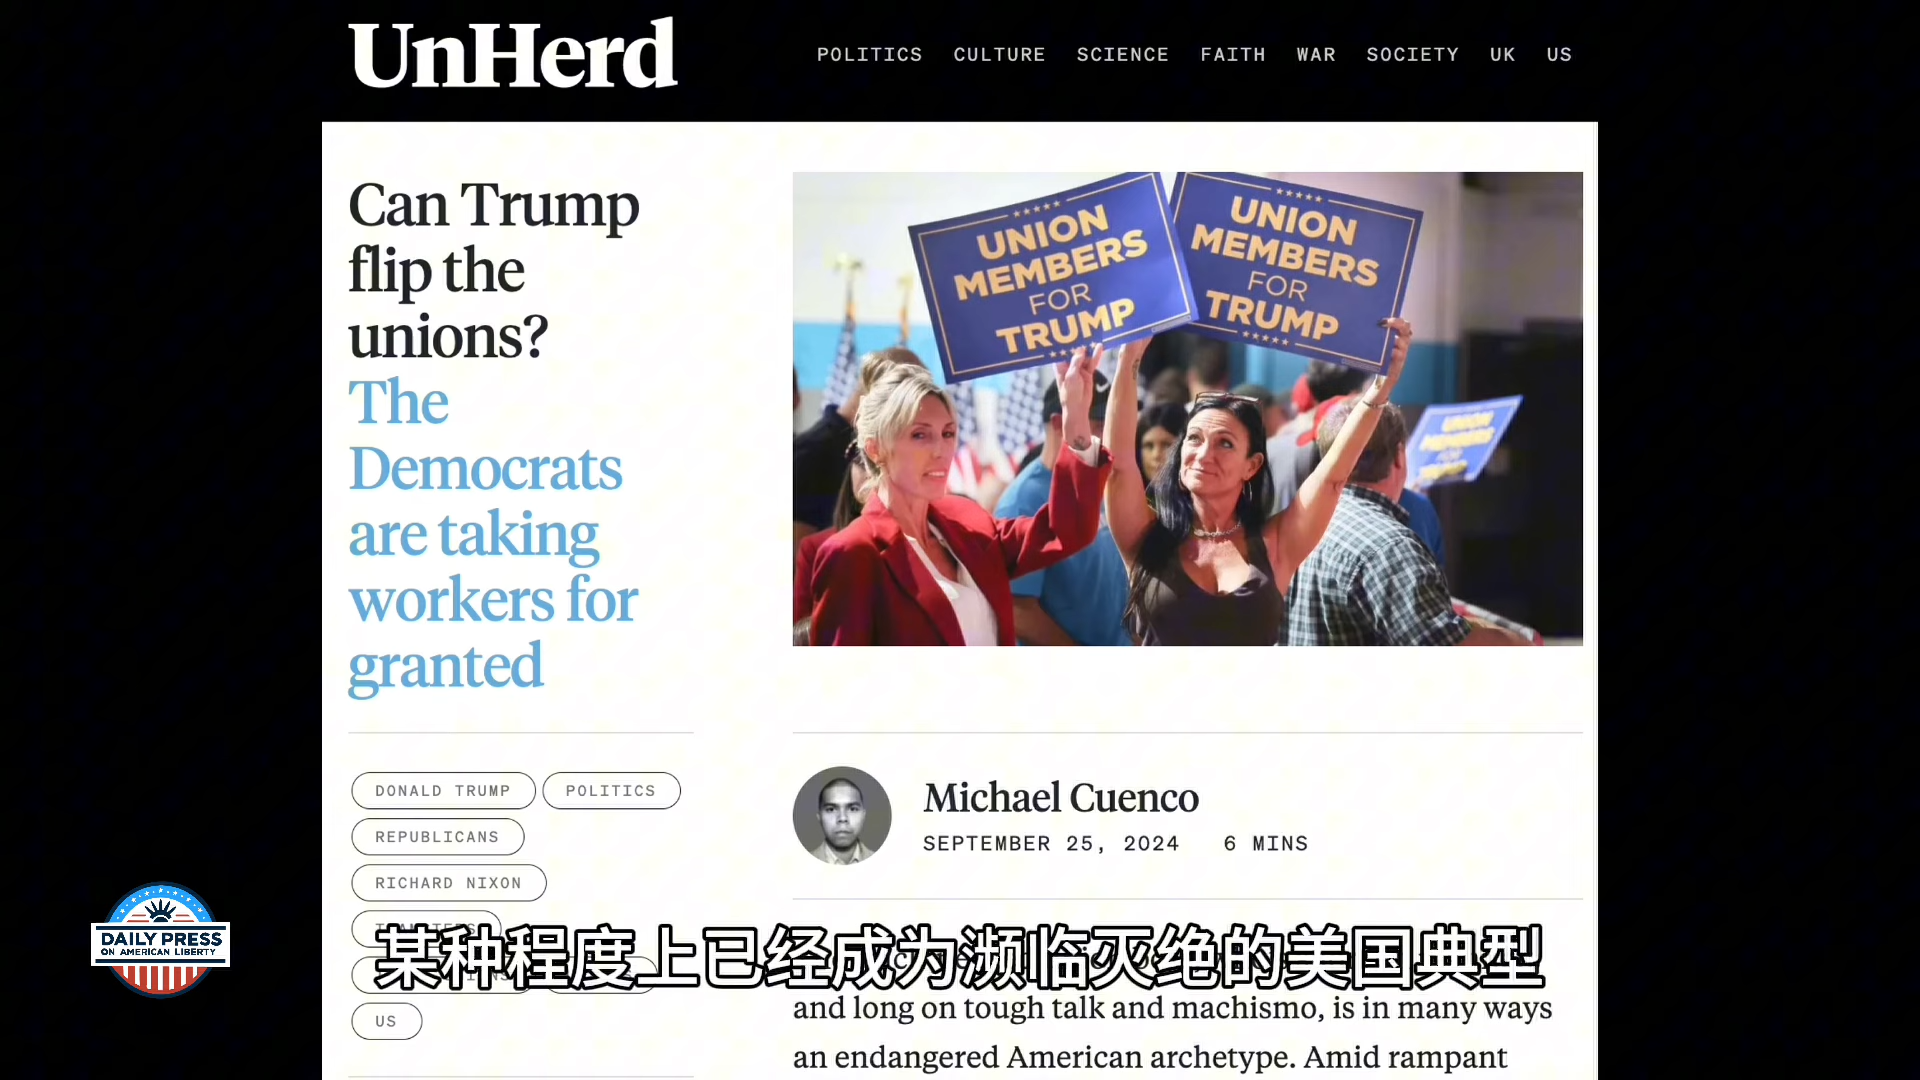 UnHerd
POLITICS CULTURE SCIENCE FAITH WAR SOCIETY UK US
Can Trump
flip the
unions?
The
Democrats
are taking
workers for
granted
UNION
MEMBERS
FOR
TRUMP
UNION
MEMBERS
FOR
TRUMP
UNION
MEMBERS
FOR
TRUMP
DONALD TRUMP
POLITICS
REPUBLICANS
RICHARD NIXON
US
Michael Cuenco
SEPTEMBER 25, 2024 6 MINS
and long on tough talk and machismo, is in many ways
an endangered American archetype. Amid rampant
DAILY PRESS
ON AMERICAN LIBERTY
某种程度上已经成为濒临灭绝的美国典型